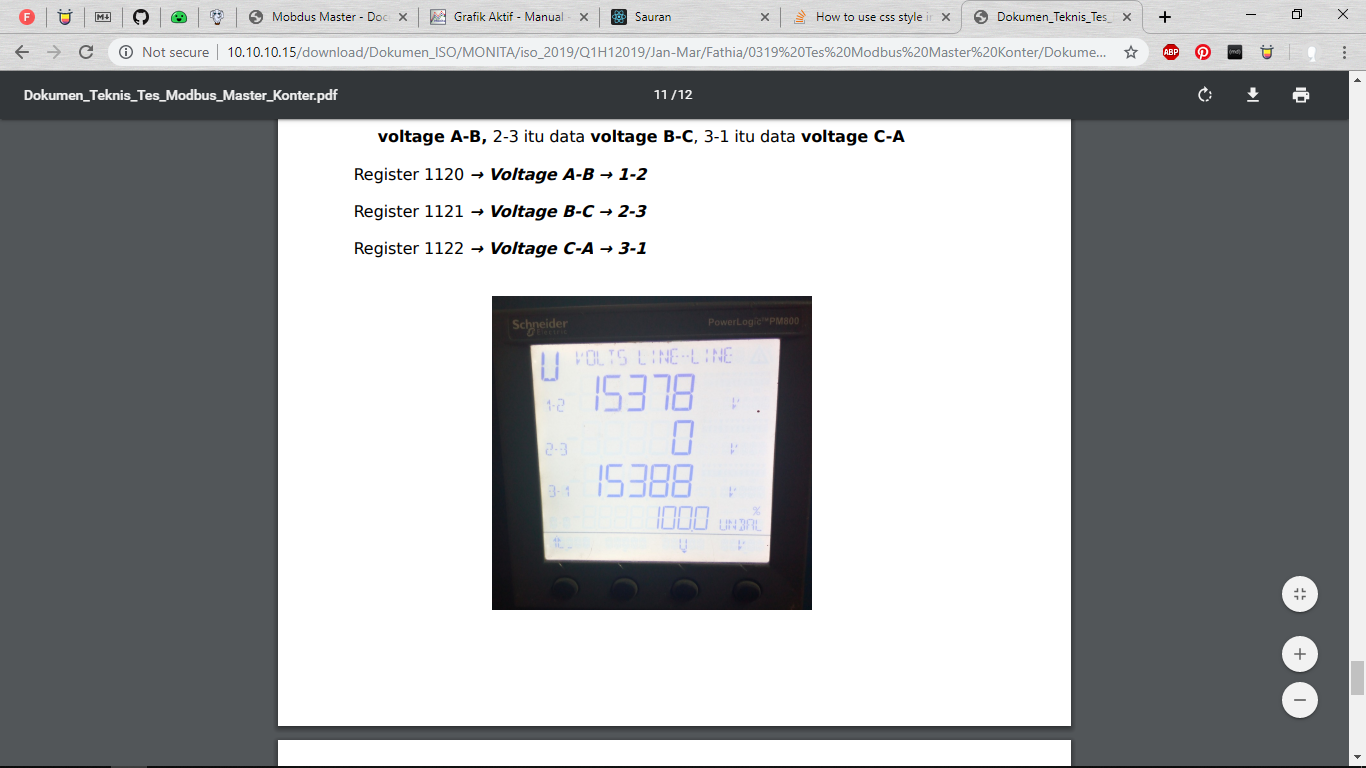 Mobdus Master - Doc
Grafik Aktif - Manual -
Sauran
How to use css style i
Dokumen_Teknis_Tes_
Not secure
10.10.10.15/download/Dokumen_ISO/MONITA/iso_2019/Q1H12019/Jan-Mar/Fathia/0319%20Tes%20Modbus%20Master%20Konter/Dokume...
ABP
Dokumen_Teknis_Tes_Modbus_Master_Konter.pdf
11 / 12
voltage A-B, 2-3 itu data voltage B-C, 3-1 itu data voltage C-A
Register 1120 → Voltage A-B → 1-2
Register 1121 → Voltage B-C → 2-3
Register 1122 → Voltage C-A → 3-1
Schneider
Electric
PowerLogic™ PM800
U VOLTS LINE-LINE
1-2 15378 V
2-3 0 V
3-1 15388 V
100.0 % UNBAL